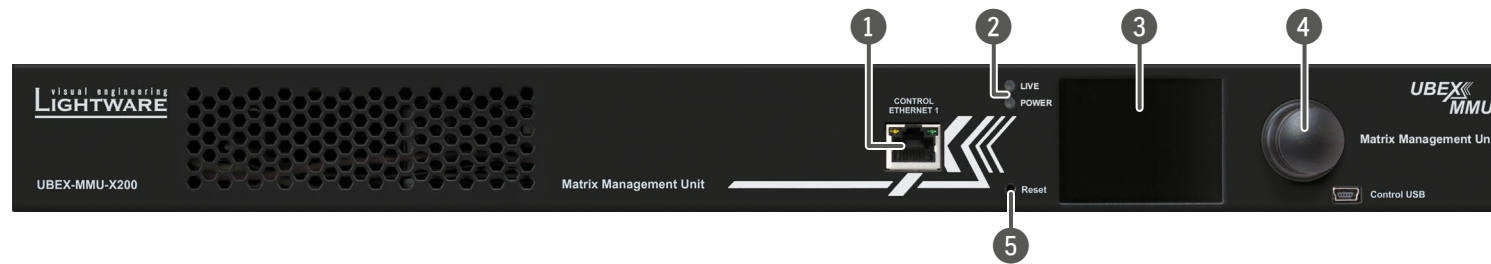 1
2
3
4
visual engineering
LIGHTWARE
UBEX-MMU-X200
Matrix Management Unit
CONTROL
ETHERNET 1
LIVE
POWER
Reset
UBEX
MMU
Matrix Management Un
Control USB
5